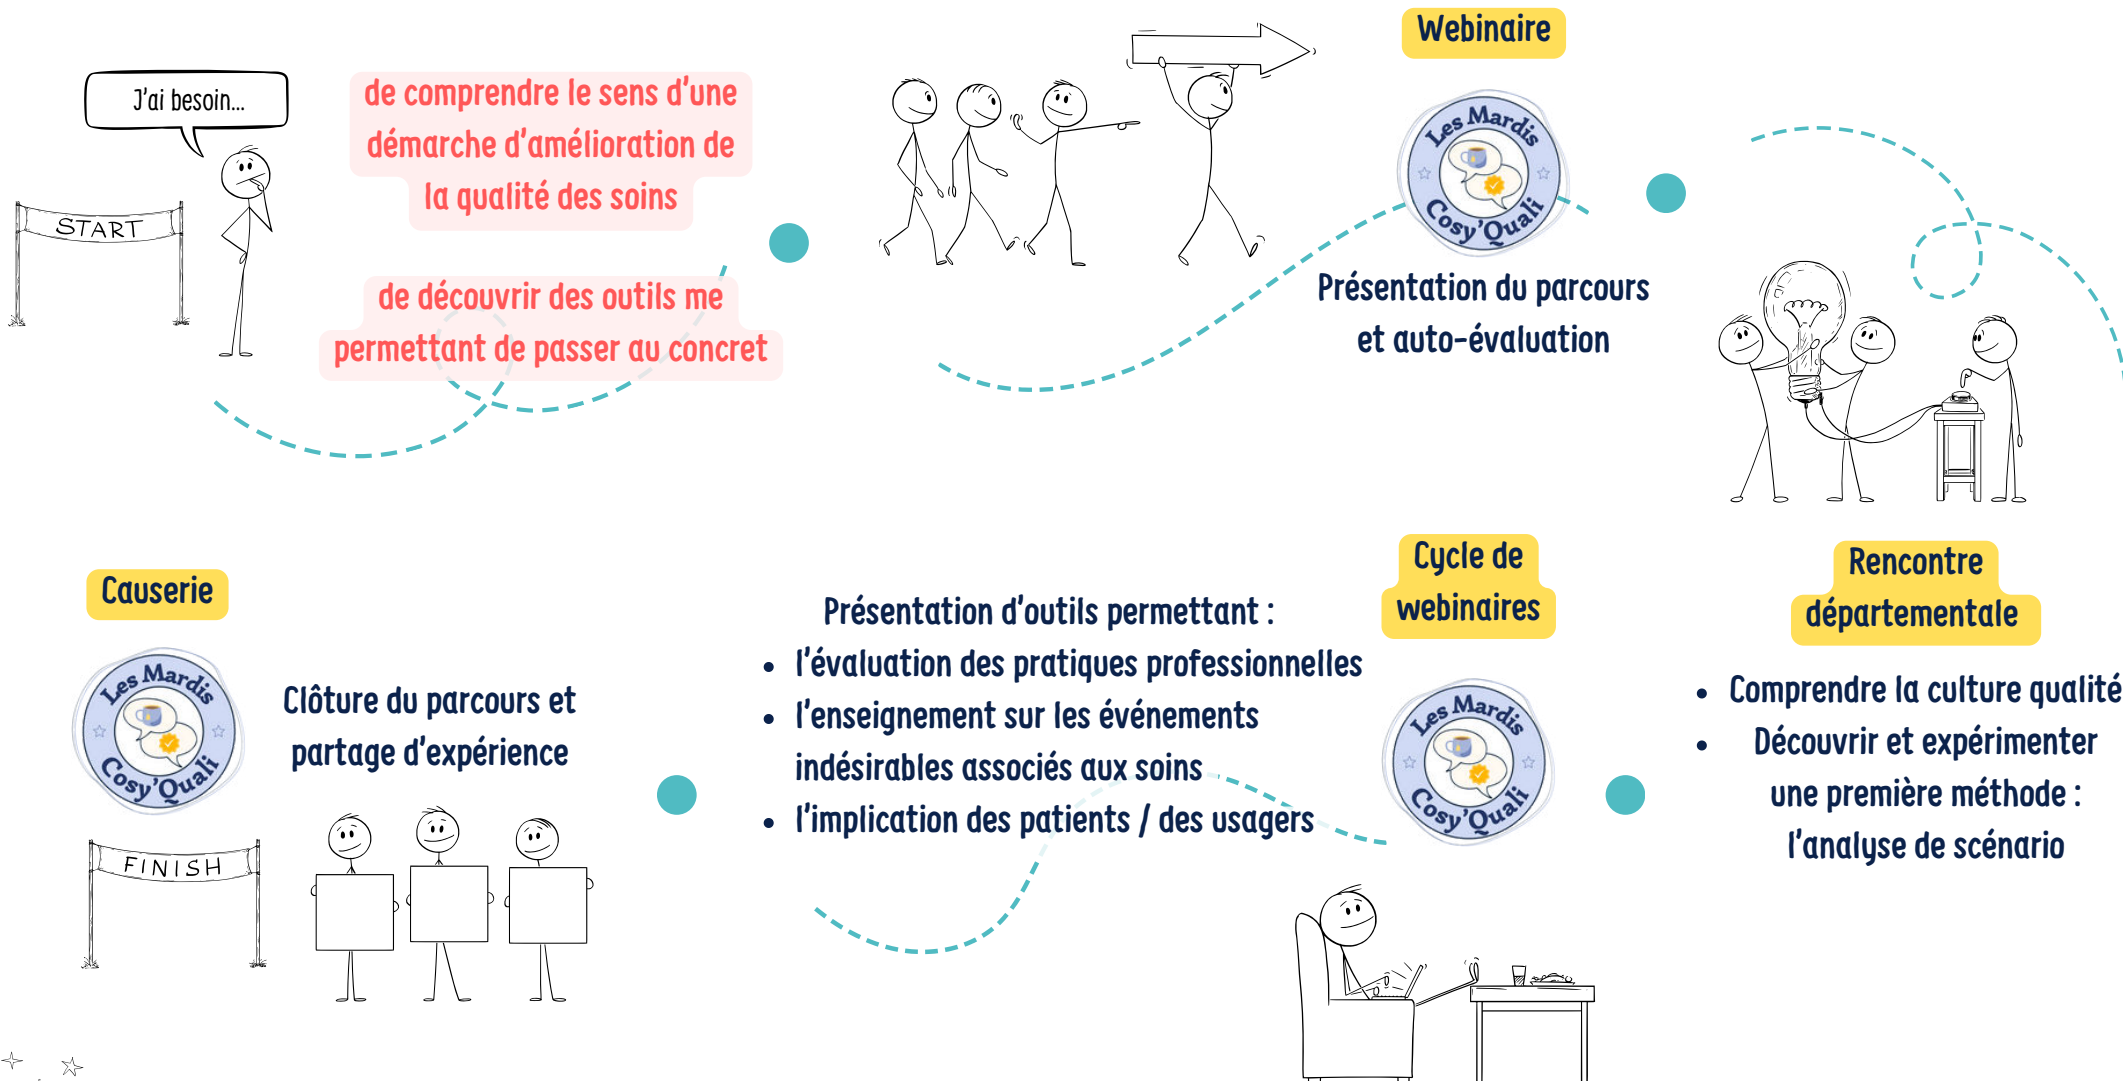 J'ai besoin...
START
de comprendre le sens d'une
démarche d'amélioration de
la qualité des soins
de découvrir des outils me
permettant de passer au concret
Webinaire
Les Mardis
Cosy'Quali
Présentation du parcours
et auto-évaluation
Rencontre
départementale
• Comprendre la culture qualité
• Découvrir et expérimenter
une première méthode :
l'analyse de scénario
Cycle de
webinaires
Les Mardis
Cosy'Quali
Présentation d'outils permettant :
• l'évaluation des pratiques professionnelles
• l'enseignement sur les événements
indésirables associés aux soins
• l'implication des patients / des usagers
Causerie
Les Mardis
Cosy'Quali
Clôture du parcours et
partage d'expérience
FINISH